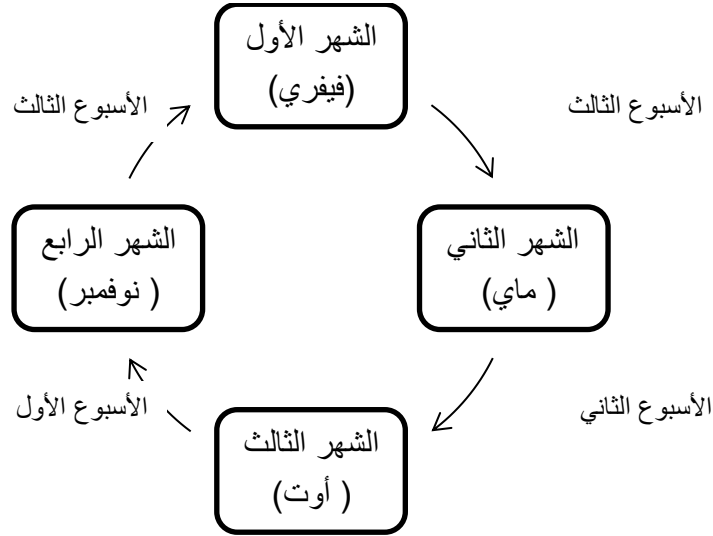 الشهر الأول
(فيفري)
الأسبوع الثالث
الأسبوع الثالث
الشهر الثاني
( ماي)
الشهر الرابع
( نوفمبر)
الأسبوع الثاني
الأسبوع الأول
الشهر الثالث
( أوت)